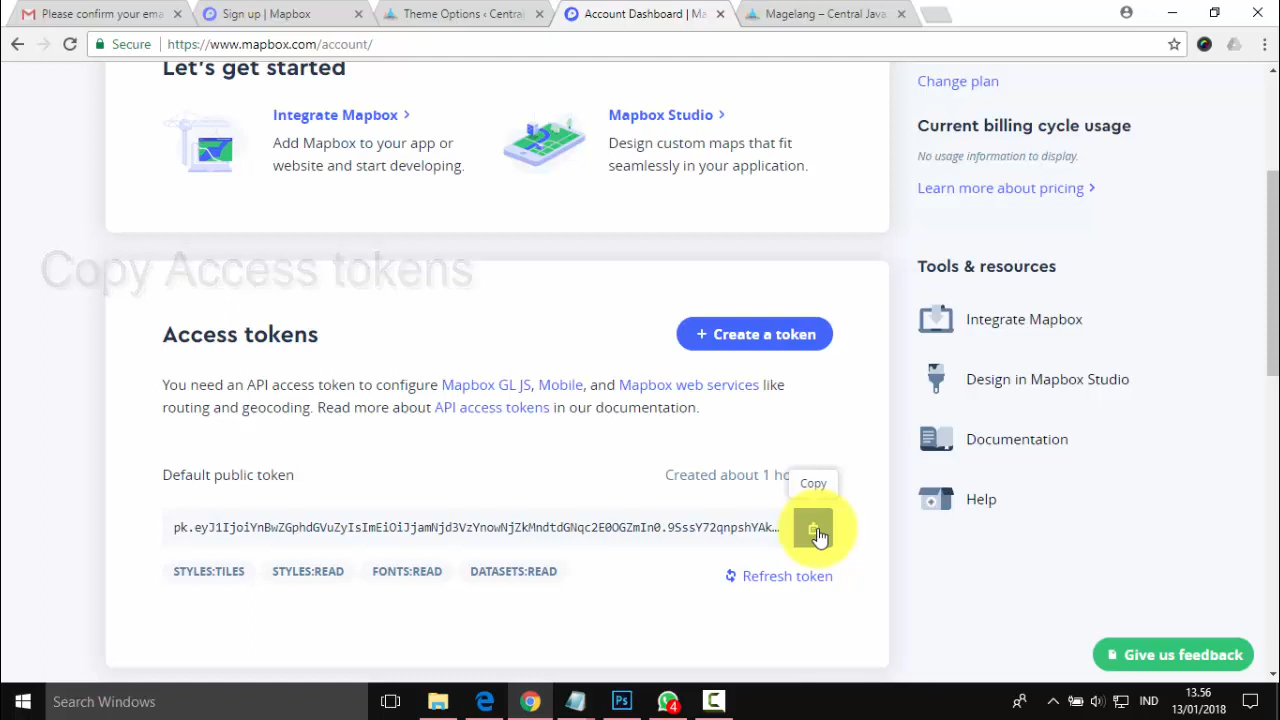 Please confirm your ema
Sign up | Mapbox
Theme Options ‹ Central
Account Dashboard | Ma
Magelang – Central Java
Secure
https://www.mapbox.com/account/
Let's get started
Integrate Mapbox
Add Mapbox to your app or
website and start developing.
Mapbox Studio
Design custom maps that fit
seamlessly in your application.
Change plan
Current billing cycle usage
No usage information to display.
Learn more about pricing
Copy Access tokens
Tools & resources
Integrate Mapbox
Design in Mapbox Studio
Documentation
Help
Access tokens
+ Create a token
You need an API access token to configure Mapbox GL JS, Mobile, and Mapbox web services like
routing and geocoding. Read more about API access tokens in our documentation.
Default public token
Created about 1 ho
Copy
pk.eyJ1IjoiYnBwZGphdGVuZyIsImEiOiJjamNjd3VzYnowNjZkMndtdGNqc2E0OGZmIn0.9SssY72qnpshYAk…
STYLES:TILES
STYLES:READ
FONTS:READ
DATASETS:READ
Refresh token
Give us feedback
Search Windows
4
IND
13.56
13/01/2018